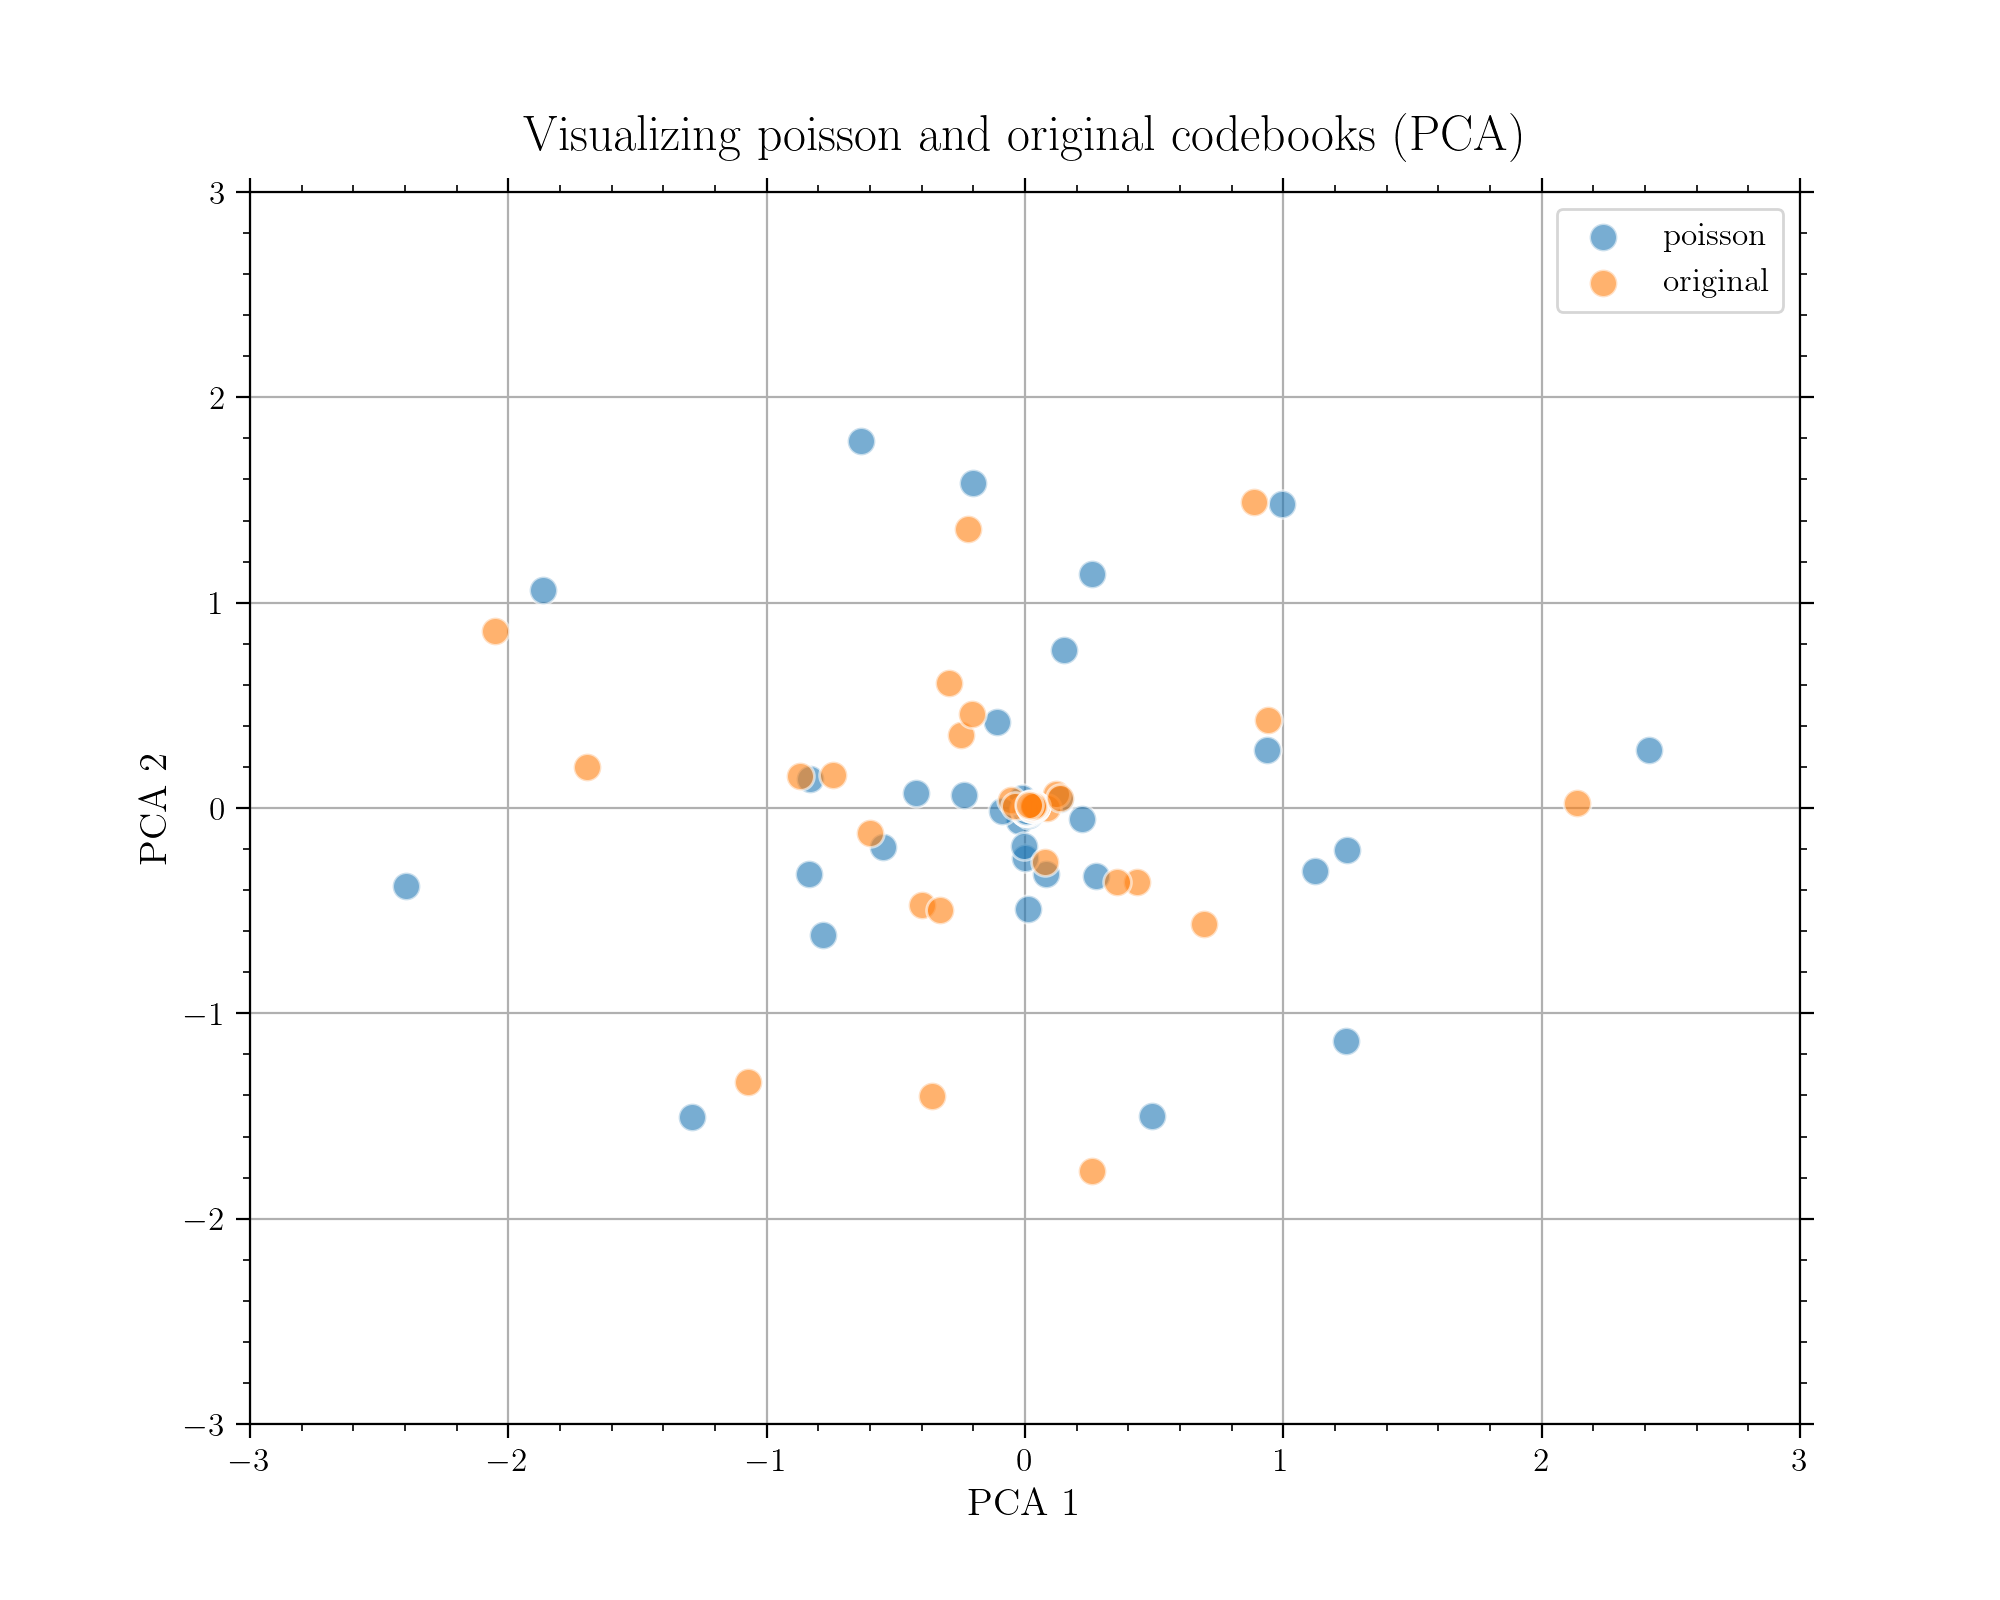 Visualizing poisson and original codebooks (PCA)
poisson
original
3
2
1
0
−1
−2
−3
PCA 2
−3
−2
−1
0
1
2
3
PCA 1